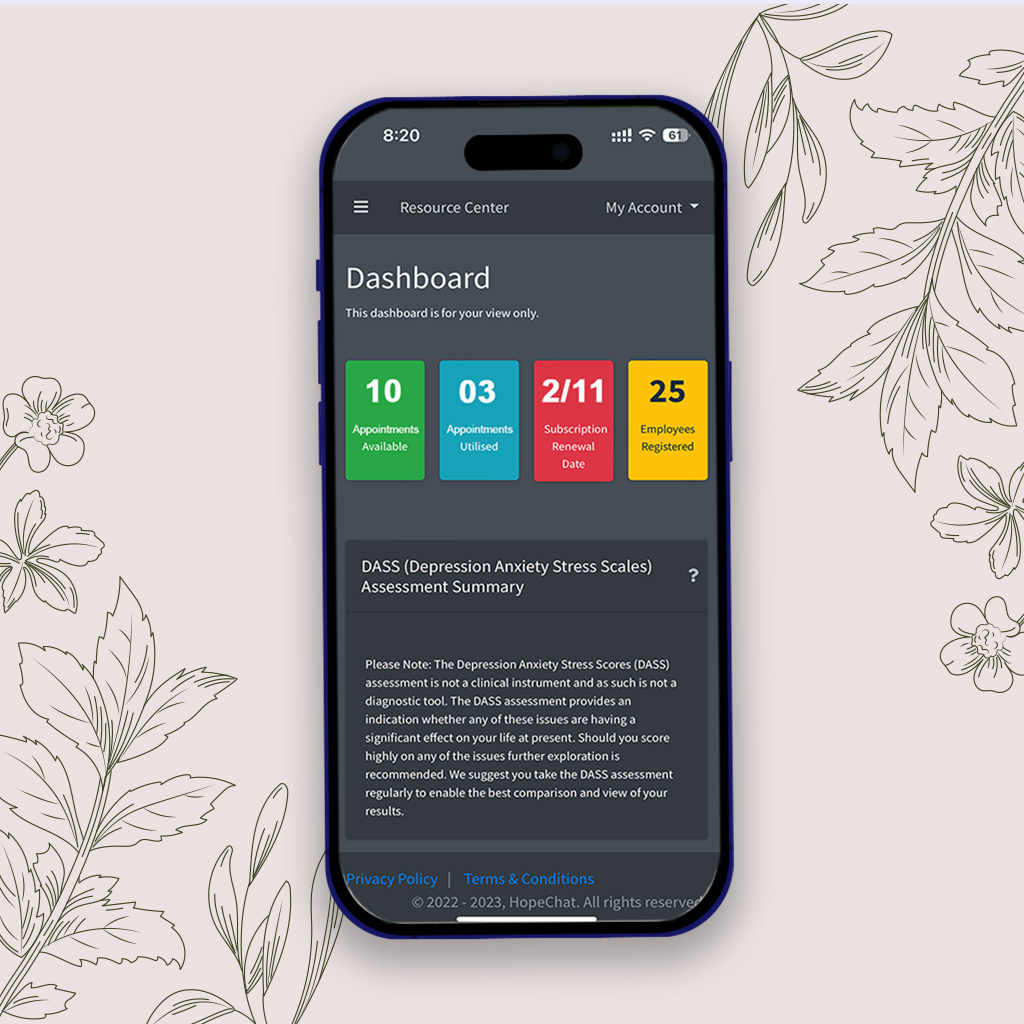 8:20
61
Resource Center
My Account
Dashboard
This dashboard is for your view only.
10
Appointments
Available
03
Appointments
Utilised
2/11
Subscription
Renewal
Date
25
Employees
Registered
DASS (Depression Anxiety Stress Scales)
Assessment Summary
?
Please Note: The Depression Anxiety Stress Scores (DASS)
assessment is not a clinical instrument and as such is not a
diagnostic tool. The DASS assessment provides an
indication whether any of these issues are having a
significant effect on your life at present. Should you score
highly on any of the issues further exploration is
recommended. We suggest you take the DASS assessment
regularly to enable the best comparison and view of your
results.
Privacy Policy | Terms & Conditions
© 2022 - 2023, HopeChat. All rights reserved